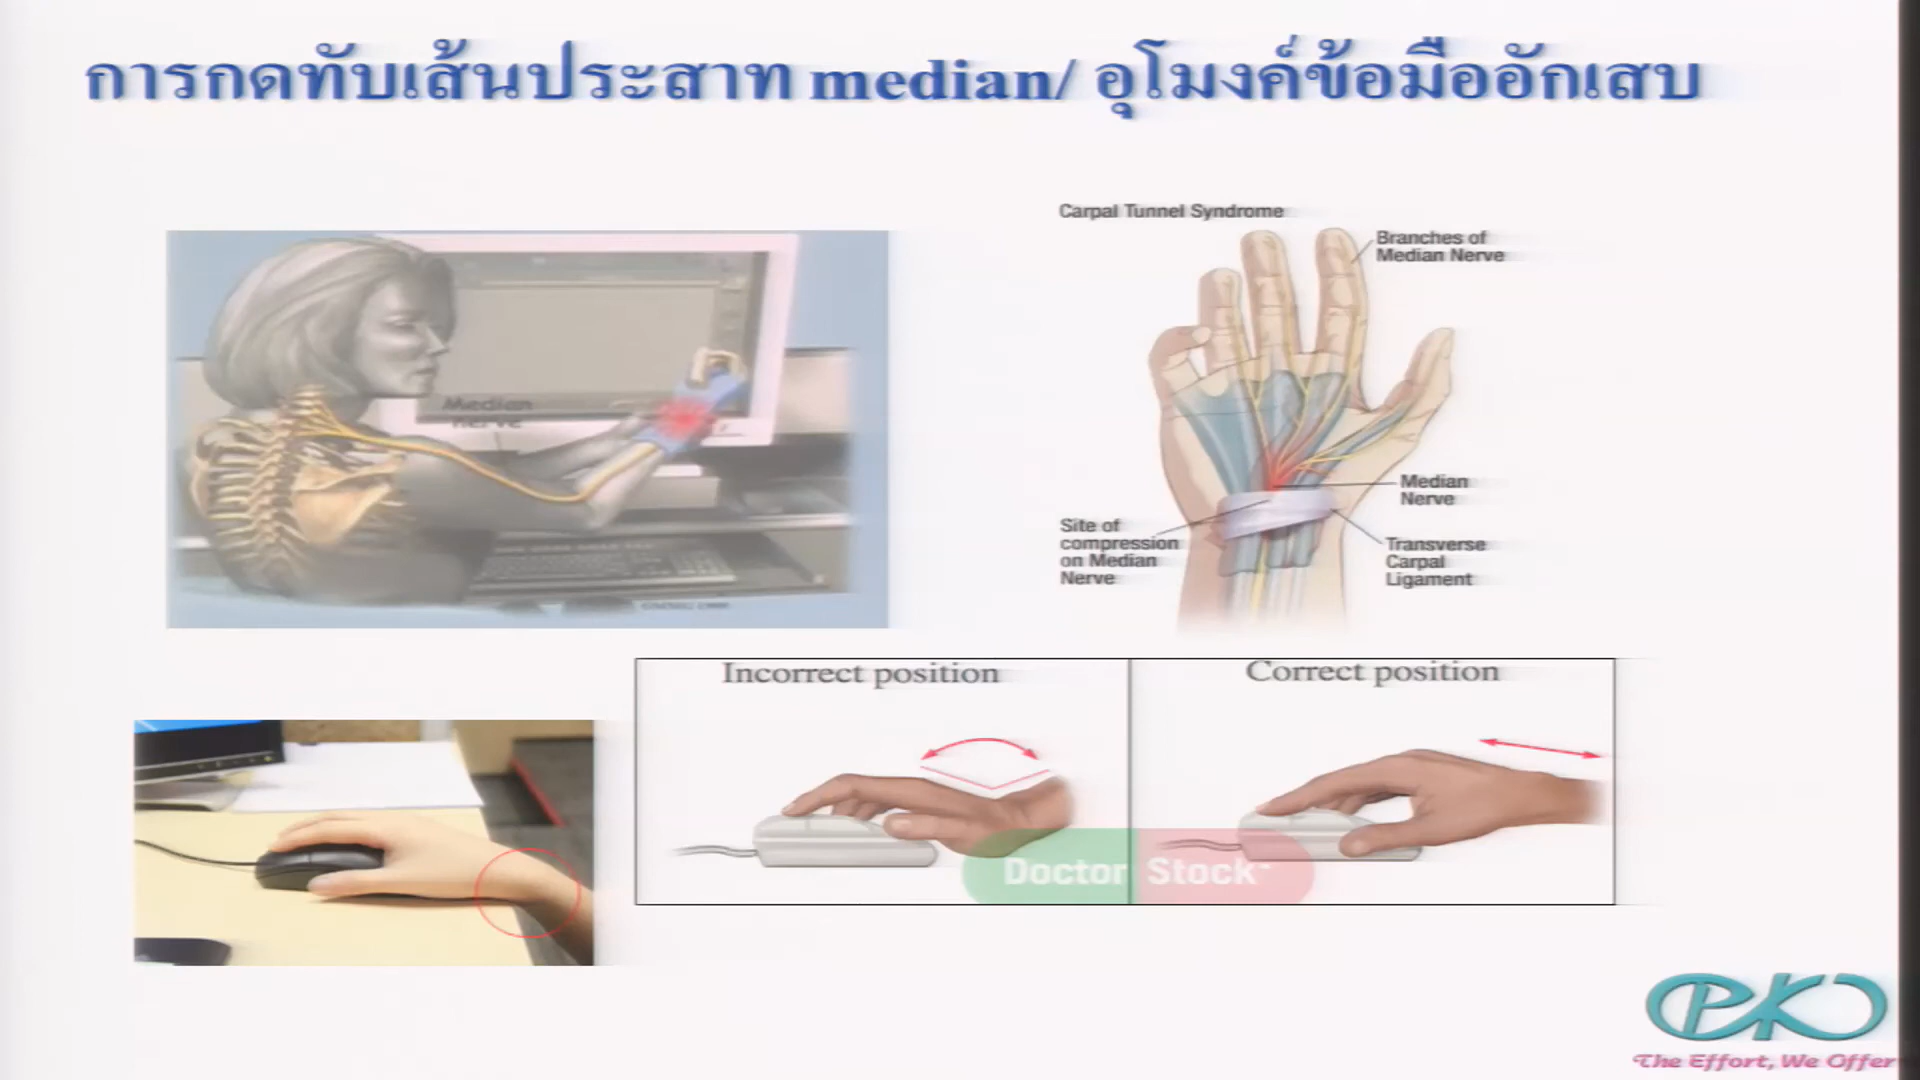 การกดทับเส้นประสาท median/ อุโมงค์ข้อมืออักเสบ
Carpal Tunnel Syndrome
Branches of
Median Nerve
Median
nerve
Median
Nerve
Site of
compression
on Median
Nerve
Transverse
Carpal
Ligament
Incorrect position
Correct position
Doctor Stock
The Effort, We Offer